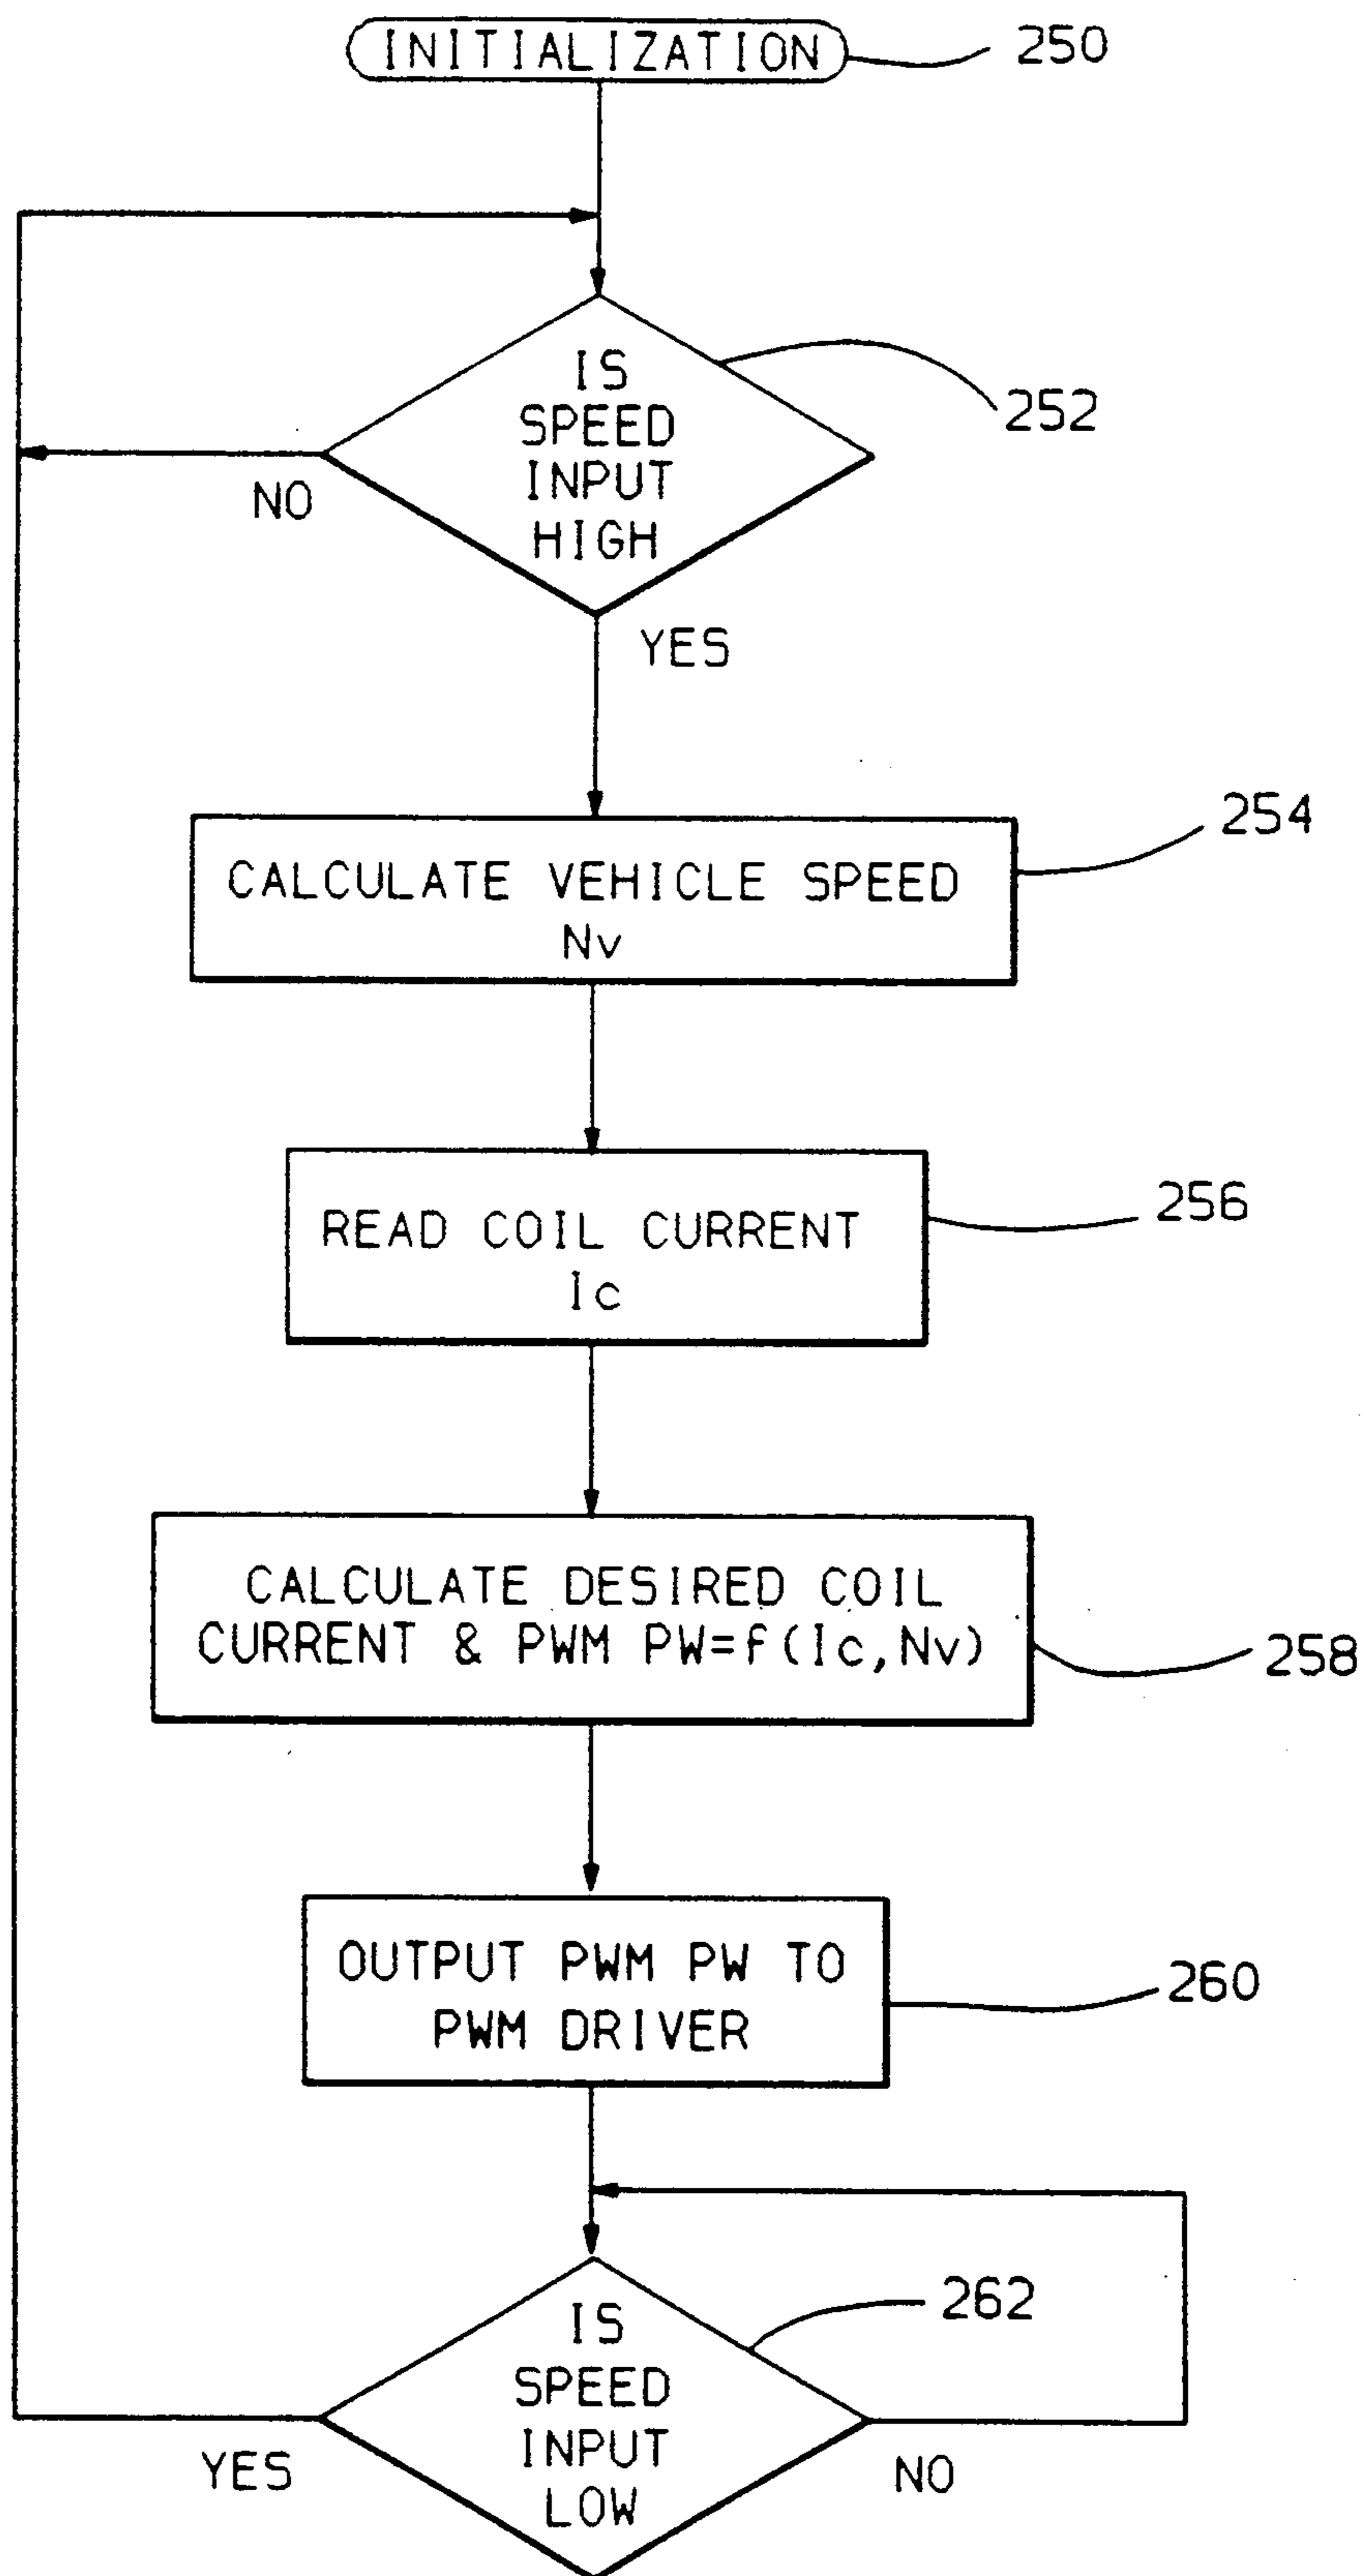 INITIALIZATION
250
IS
SPEED
INPUT
HIGH
252
NO
YES
254
CALCULATE VEHICLE SPEED
Nv
256
READ COIL CURRENT
Ic
CALCULATE DESIRED COIL
CURRENT & PWM PW=f(Ic,Nv)
258
OUTPUT PWM PW TO
PWM DRIVER
260
262
IS
SPEED
INPUT
LOW
YES
NO